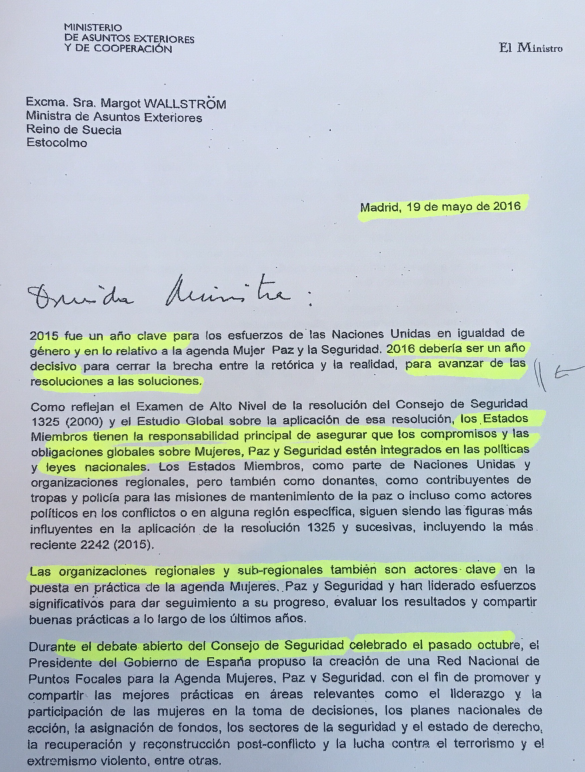 MINISTERIO
DE ASUNTOS EXTERIORES
Y DE COOPERACIÓN
El Ministro
Excma. Sra. Margot WALLSTRÖM
Ministra de Asuntos Exteriores
Reino de Suecia
Estocolmo
Madrid, 19 de mayo de 2016
Querida Ministra:
2015 fue un año clave para los esfuerzos de las Naciones Unidas en igualdad de
género y en lo relativo a la agenda Mujer Paz y la Seguridad. 2016 debería ser un año
decisivo para cerrar la brecha entre la retórica y la realidad, para avanzar de las
resoluciones a las soluciones.
Como reflejan el Examen de Alto Nivel de la resolución del Consejo de Seguridad
1325 (2000) y el Estudio Global sobre la aplicación de esa resolución, los Estados
Miembros tienen la responsabilidad principal de asegurar que los compromisos y las
obligaciones globales sobre Mujeres, Paz y Seguridad estén integrados en las políticas
y leyes nacionales. Los Estados Miembros, como parte de Naciones Unidas y
organizaciones regionales, pero también como donantes, como contribuyentes de
tropas y policía para las misiones de mantenimiento de la paz o incluso como actores
políticos en los conflictos o en alguna región específica, siguen siendo las figuras más
influyentes en la aplicación de la resolución 1325 y sucesivas, incluyendo la más
reciente 2242 (2015).
Las organizaciones regionales y sub-regionales también son actores clave en la
puesta en práctica de la agenda Mujeres, Paz y Seguridad y han liderado esfuerzos
significativos para dar seguimiento a su progreso, evaluar los resultados y compartir
buenas prácticas a lo largo de los últimos años.
Durante el debate abierto del Consejo de Seguridad celebrado el pasado octubre, el
Presidente del Gobierno de España propuso la creación de una Red Nacional de
Puntos Focales para la Agenda Mujeres, Paz y Seguridad, con el fin de promover y
compartir las mejores prácticas en áreas relevantes como el liderazgo y la
participación de las mujeres en la toma de decisiones, los planes nacionales de
acción, la asignación de fondos, los sectores de la seguridad y el estado de derecho,
la recuperación y reconstrucción post-conflicto y la lucha contra el terrorismo y el
extremismo violento, entre otras.